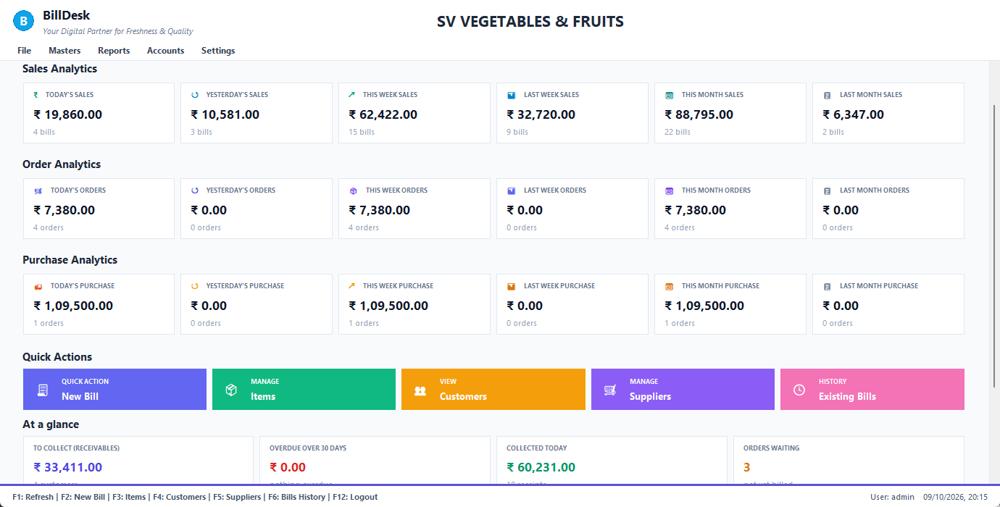 B
BillDesk
Your Digital Partner for Freshness & Quality
SV VEGETABLES & FRUITS
File Masters Reports Accounts Settings
Sales Analytics
TODAY'S SALES
₹ 19,860.00
4 bills
YESTERDAY'S SALES
₹ 10,581.00
3 bills
THIS WEEK SALES
₹ 62,422.00
15 bills
LAST WEEK SALES
₹ 32,720.00
9 bills
THIS MONTH SALES
₹ 88,795.00
22 bills
LAST MONTH SALES
₹ 6,347.00
2 bills
Order Analytics
TODAY'S ORDERS
₹ 7,380.00
4 orders
YESTERDAY'S ORDERS
₹ 0.00
0 orders
THIS WEEK ORDERS
₹ 7,380.00
4 orders
LAST WEEK ORDERS
₹ 0.00
0 orders
THIS MONTH ORDERS
₹ 7,380.00
4 orders
LAST MONTH ORDERS
₹ 0.00
0 orders
Purchase Analytics
TODAY'S PURCHASE
₹ 1,09,500.00
1 orders
YESTERDAY'S PURCHASE
₹ 0.00
0 orders
THIS WEEK PURCHASE
₹ 1,09,500.00
1 orders
LAST WEEK PURCHASE
₹ 0.00
0 orders
THIS MONTH PURCHASE
₹ 1,09,500.00
1 orders
LAST MONTH PURCHASE
₹ 0.00
0 orders
Quick Actions
QUICK ACTION
New Bill
MANAGE
Items
VIEW
Customers
MANAGE
Suppliers
HISTORY
Existing Bills
At a glance
TO COLLECT (RECEIVABLES)
₹ 33,411.00
4 customers
OVERDUE OVER 30 DAYS
₹ 0.00
nothing overdue
COLLECTED TODAY
₹ 60,231.00
receipts
ORDERS WAITING
3
not yet billed
F1: Refresh | F2: New Bill | F3: Items | F4: Customers | F5: Suppliers | F6: Bills History | F12: Logout
User: admin 09/10/2026, 20:15